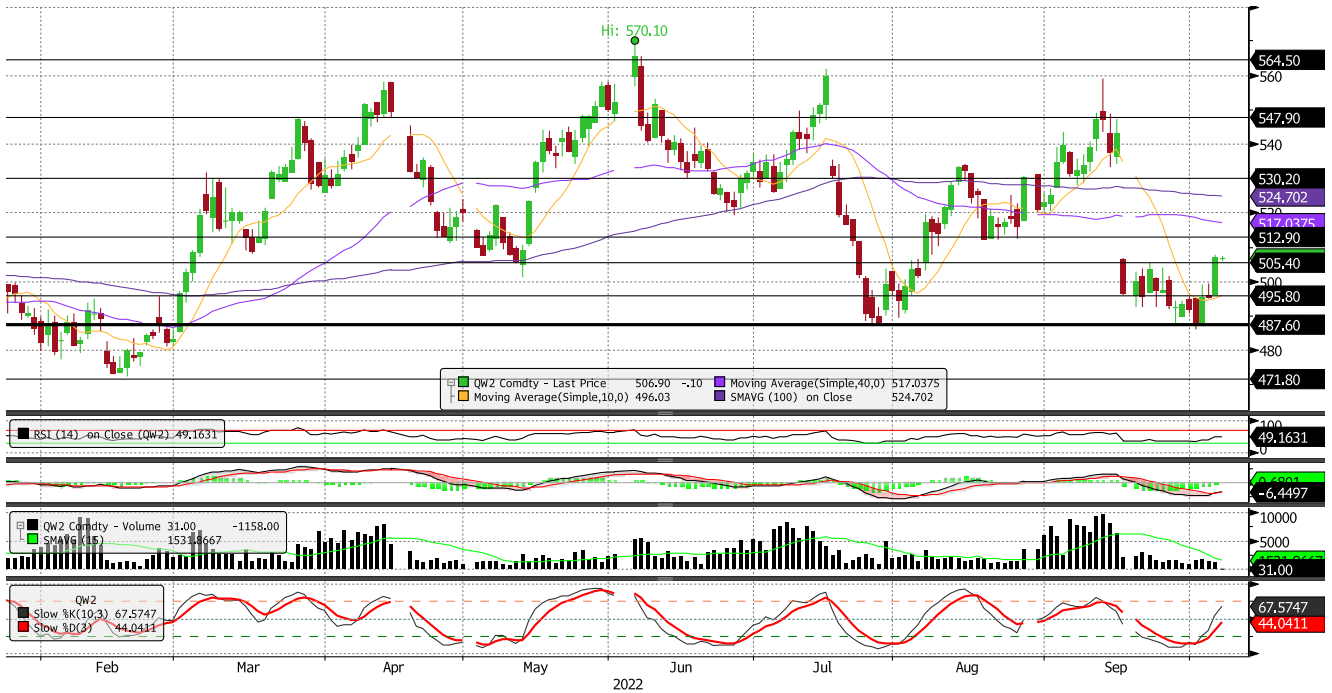 Hi: 570.10
564.50
560
547.90
540
530.20
524.702
520
517.0375
512.90
505.40
500
495.80
487.60
480
471.80
QW2 Comdty - Last Price 506.90 -.10 Moving Average(Simple,40,0) 517.0375
Moving Average(Simple,10,0) 496.03 SMAVG (100) on Close 524.702
RSI (14) on Close (QW2) 49.1631
100
49.1631
0
-6.4497
QW2 Comdty - Volume 31.00 -1158.00
SMAVG (15) 1531.8667
10000
5000
31.00
QW2
Slow %K(10,3) 67.5747
Slow %D(3) 44.0411
67.5747
44.0411
Feb Mar Apr May Jun Jul Aug Sep
2022